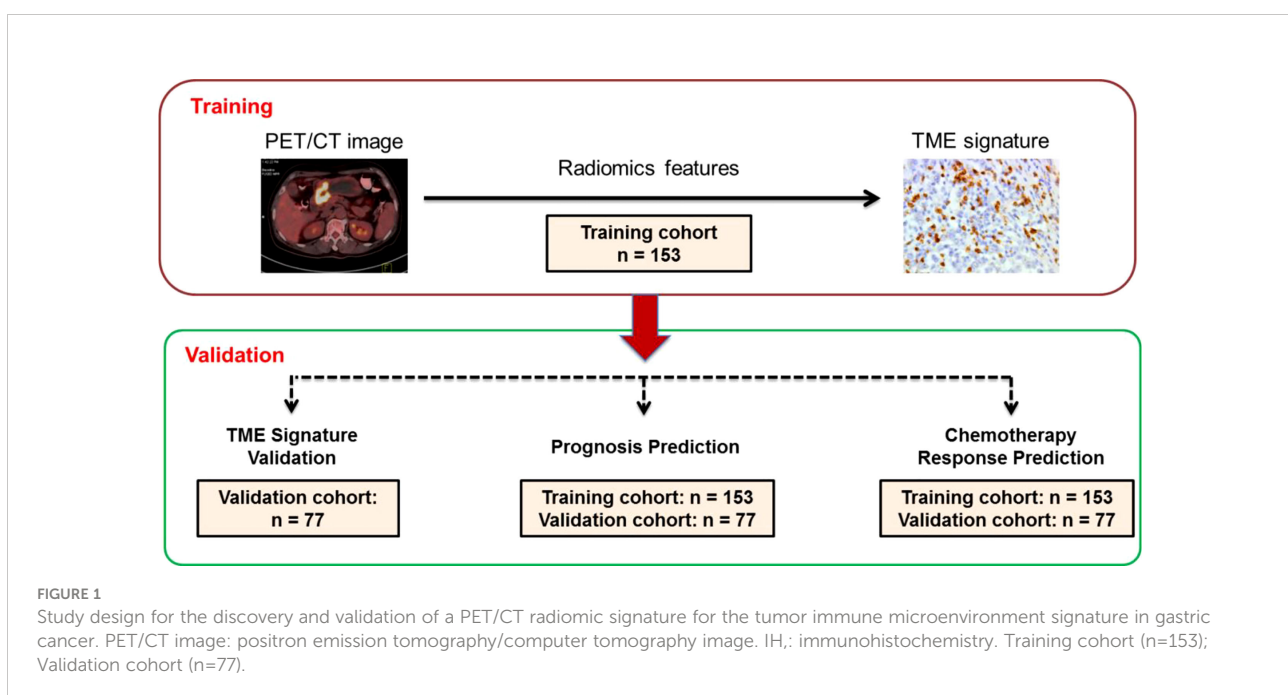 Training
PET/CT image
TME signature
Radiomics features
Training cohort
n = 153
Validation
TME Signature
Validation
Validation cohort:
n = 77
Prognosis Prediction
Training cohort: n = 153
Validation cohort: n = 77
Chemotherapy
Response Prediction
Training cohort: n = 153
Validation cohort: n = 77
FIGURE 1
Study design for the discovery and validation of a PET/CT radiomic signature for the tumor immune microenvironment signature in gastric
cancer. PET/CT image: positron emission tomography/computer tomography image. IH,: immunohistochemistry. Training cohort (n=153);
Validation cohort (n=77).